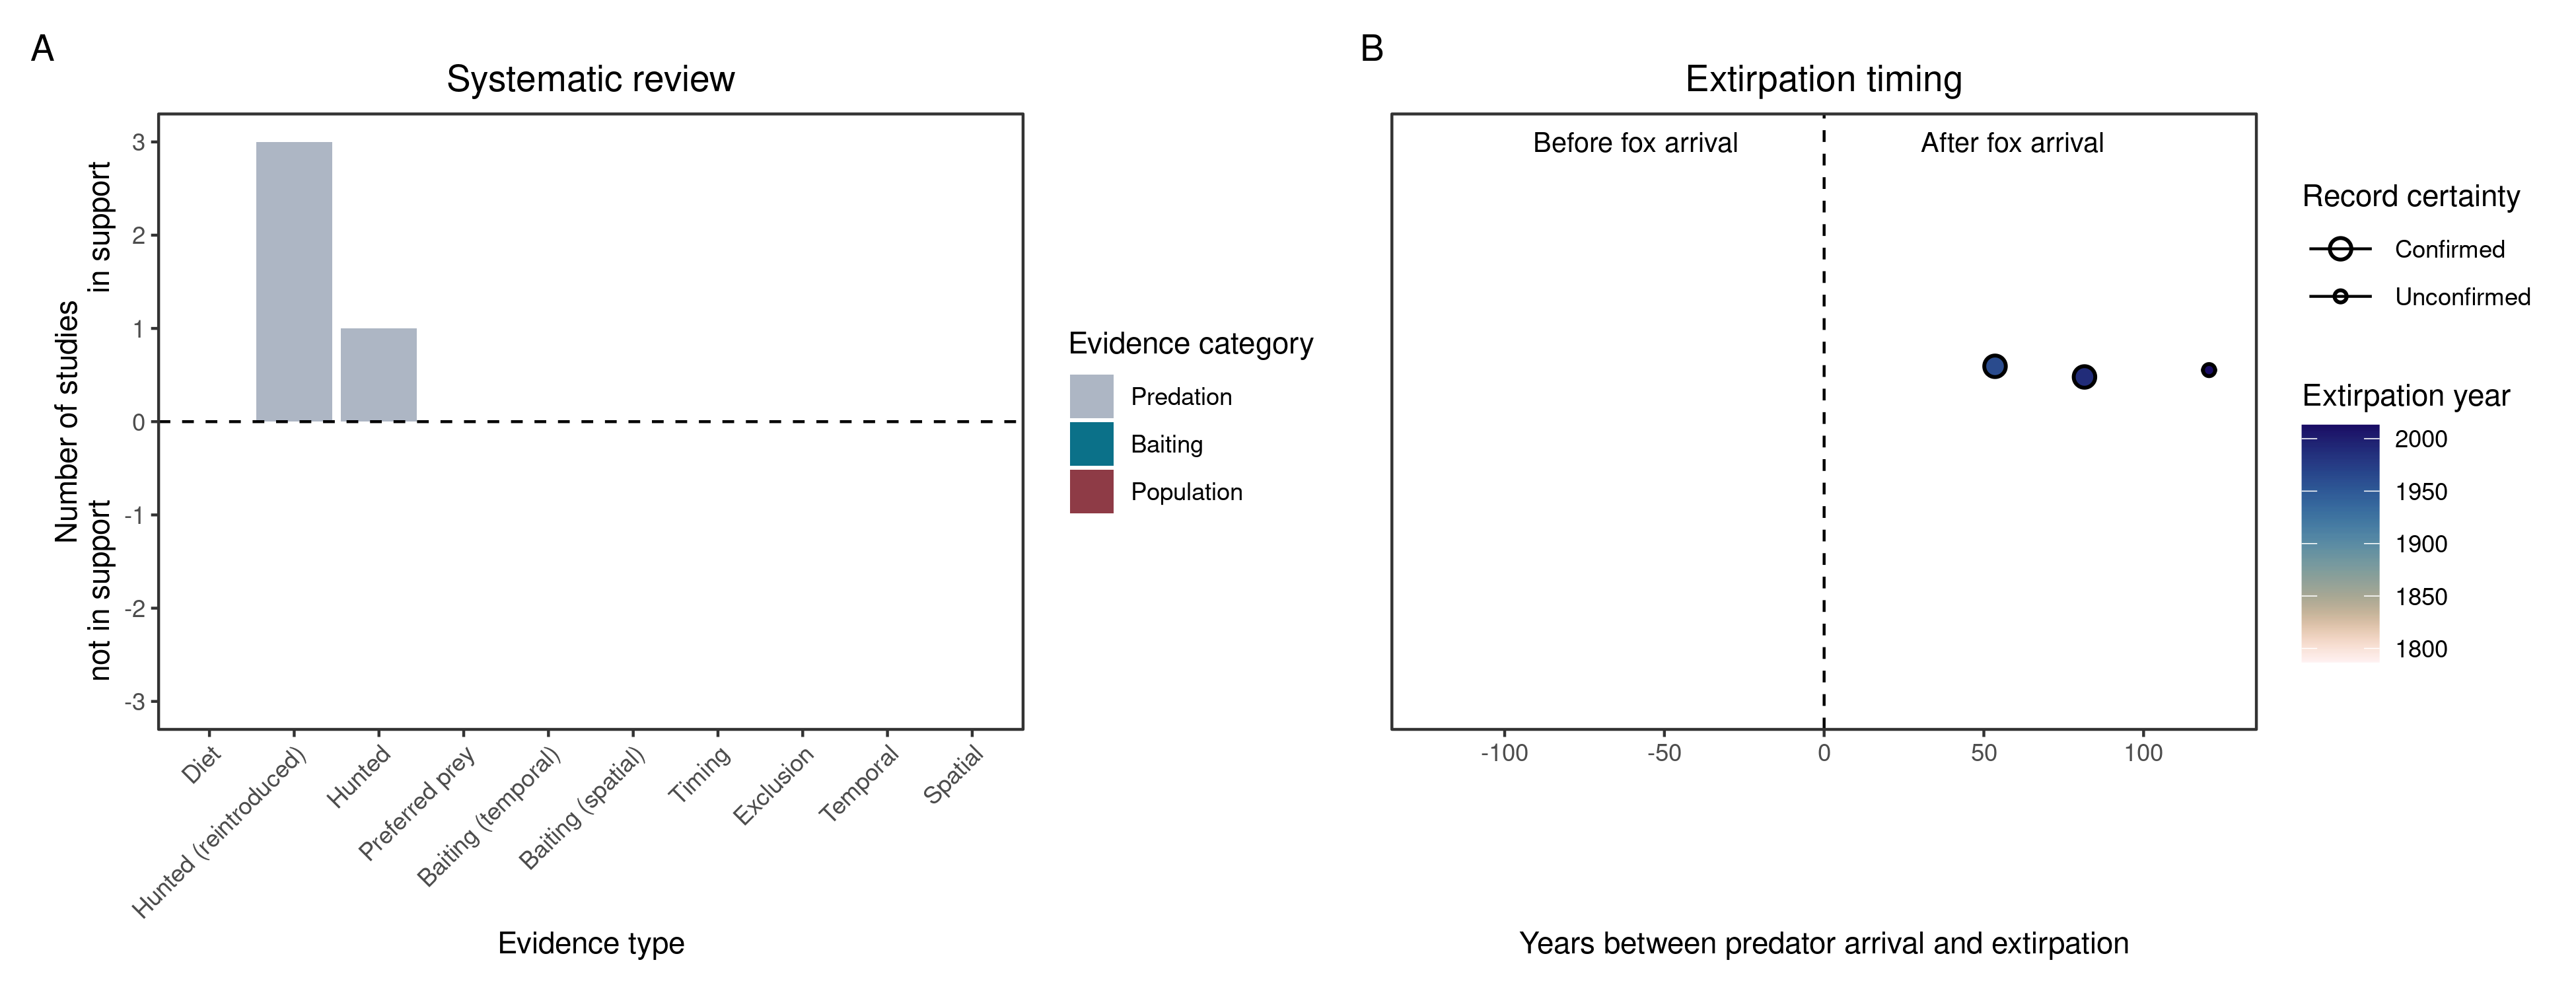 A
Systematic review
Number of studies
in support
not in support
3
2
1
0
-1
-2
-3
Diet
Hunted (reintroduced)
Hunted
Preferred prey
Baiting (temporal)
Baiting (spatial)
Timing
Exclusion
Temporal
Spatial
Evidence type
Evidence category
Predation
Baiting
Population
B
Extirpation timing
Before fox arrival
After fox arrival
-100
-50
0
50
100
Years between predator arrival and extirpation
Record certainty
Confirmed
Unconfirmed
Extirpation year
2000
1950
1900
1850
1800